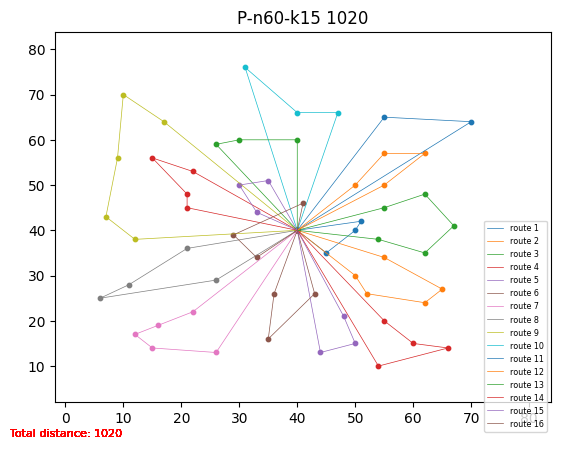 P-n60-k15 1020
80
70
60
50
40
30
20
10
0 10 20 30 40 50 60 70 80
route 1
route 2
route 3
route 4
route 5
route 6
route 7
route 8
route 9
route 10
route 11
route 12
route 13
route 14
route 15
route 16
Total distance: 1020